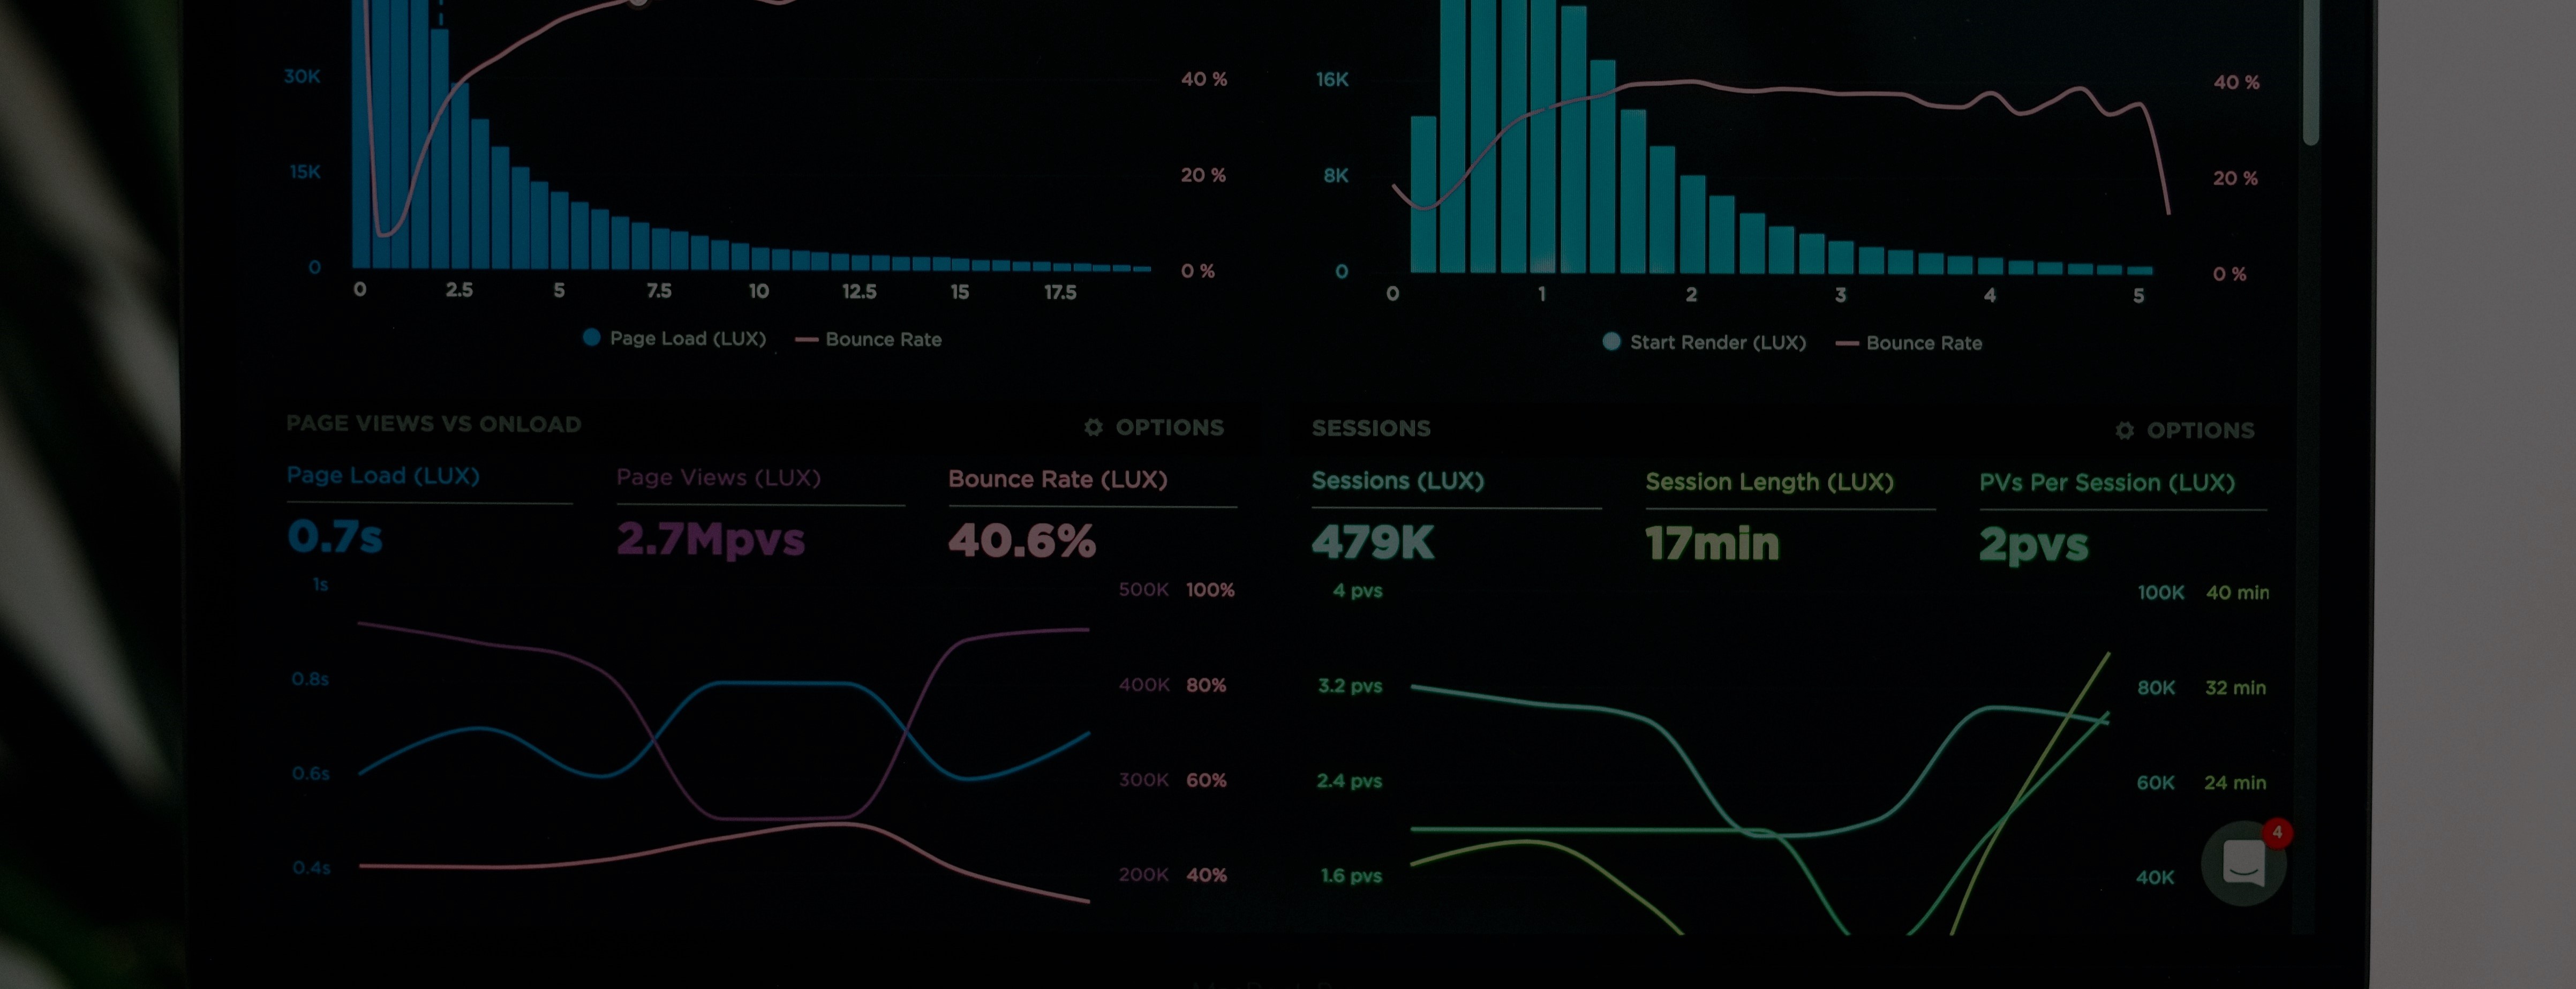 30K
15K
0
40 %
20 %
0 %
0 2.5 5 7.5 10 12.5 15 17.5
Page Load (LUX) Bounce Rate
16K
8K
0
40 %
20 %
0 %
0 1 2 3 4 5
Start Render (LUX) Bounce Rate
PAGE VIEWS VS ONLOAD OPTIONS
Page Load (LUX) Page Views (LUX) Bounce Rate (LUX)
0.7s 2.7Mpvs 40.6%
1s 500K 100%
0.8s 400K 80%
0.6s 300K 60%
0.4s 200K 40%
SESSIONS OPTIONS
Sessions (LUX) Session Length (LUX) PVs Per Session (LUX)
479K 17min 2pvs
4 pvs 100K 40 min
3.2 pvs 80K 32 min
2.4 pvs 60K 24 min
1.6 pvs 40K
4